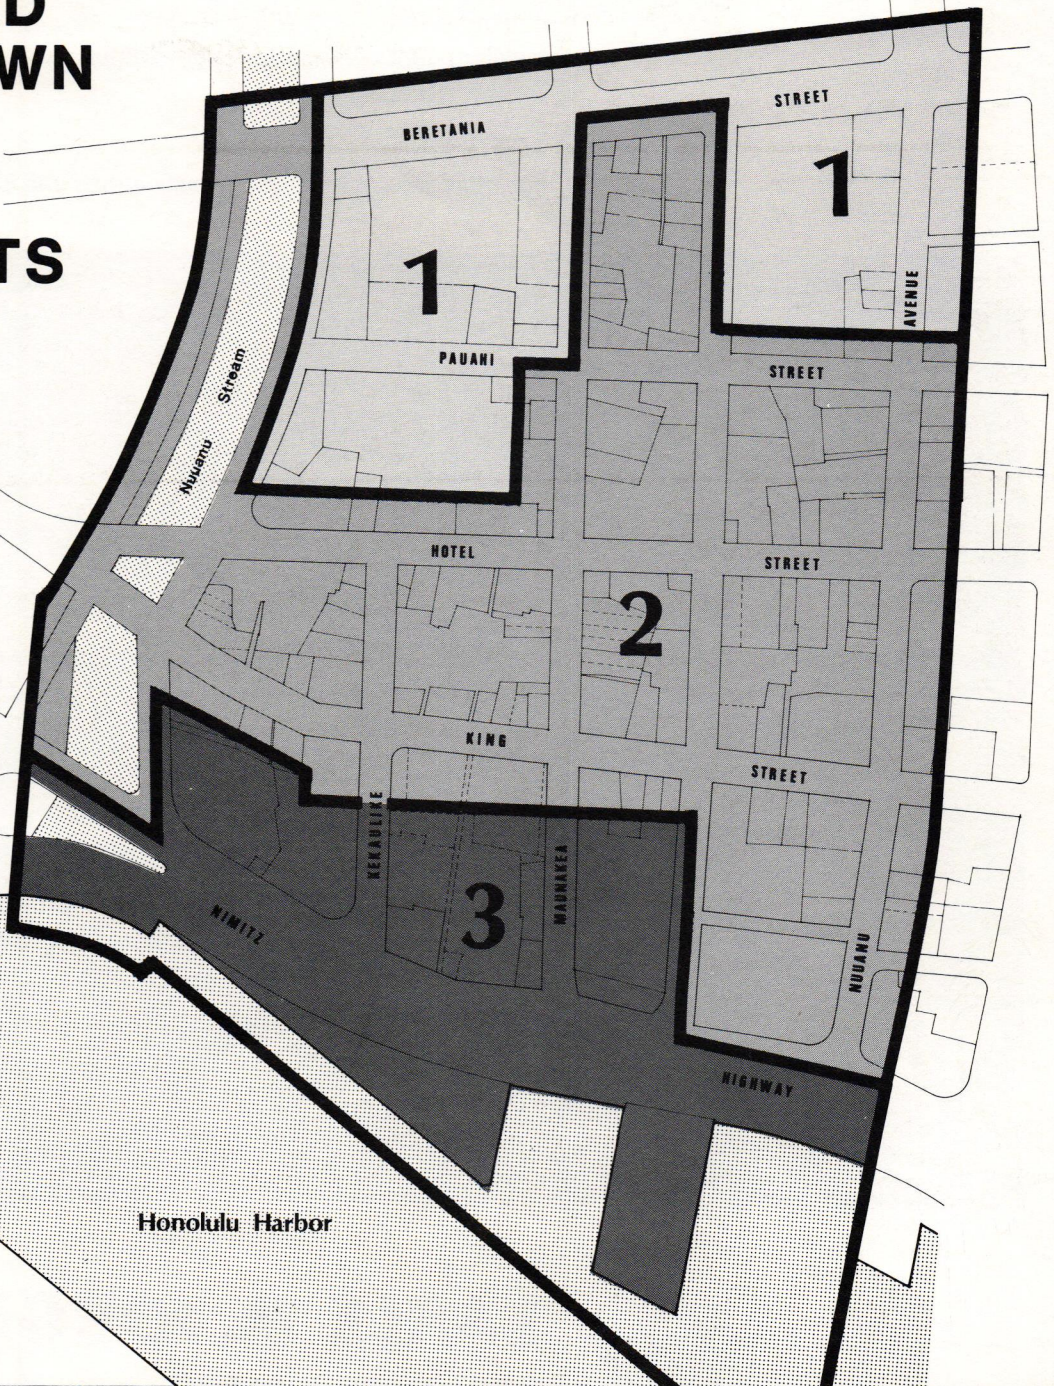 D
WN
TS
BERETANIA STREET
1
1
AVENUE
PAUAHI STREET
Nuuanu Stream
HOTEL STREET
2
KING STREET
KEKAULIKE
MAUNAKEA
3
NIMITZ HIGHWAY
NUUANU
Honolulu Harbor